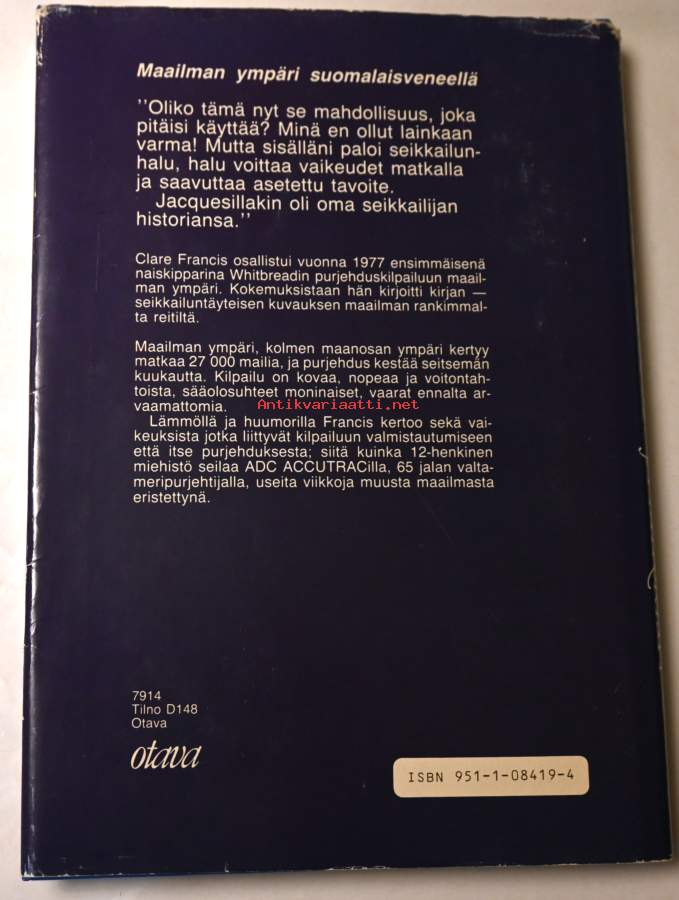 Maailman ympäri suomalaisveneellä
"Oliko tämä nyt se mahdollisuus, joka
pitäisi käyttää? Minä en ollut lainkaan
varma! Mutta sisälläni paloi seikkailun-
halu, halu voittaa vaikeudet matkalla
ja saavuttaa asetettu tavoite.
Jacquesillakin oli oma seikkailijan
historiansa."
Clare Francis osallistui vuonna 1977 ensimmäisenä
naiskipparina Whitbreadin purjehduskilpailuun maail-
man ympäri. Kokemuksistaan hän kirjoitti kirjan —
seikkailuntäyteisen kuvauksen maailman rankimmal-
ta reitiltä.
Maailman ympäri, kolmen maanosan ympäri kertyy
matkaa 27 000 mailia, ja purjehdus kestää seitsemän
kuukautta. Kilpailu on kovaa, nopeaa ja voitontah-
toista, sääolosuhteet moninaiset, vaarat ennalta ar-
vaamattomia.
Antikvariaatti.net
Lämmöllä ja huumorilla Francis kertoo sekä vai-
keuksista jotka liittyvät kilpailuun valmistautumiseen
että itse purjehduksesta; siitä kuinka 12-henkinen
miehistö seilaa ADC ACCUTRACilla, 65 jalan valta-
meripurjehtijalla, useita viikkoja muusta maailmasta
eristettynä.
7914
Tilno D148
Otava
otava
ISBN 951-1-08419-4